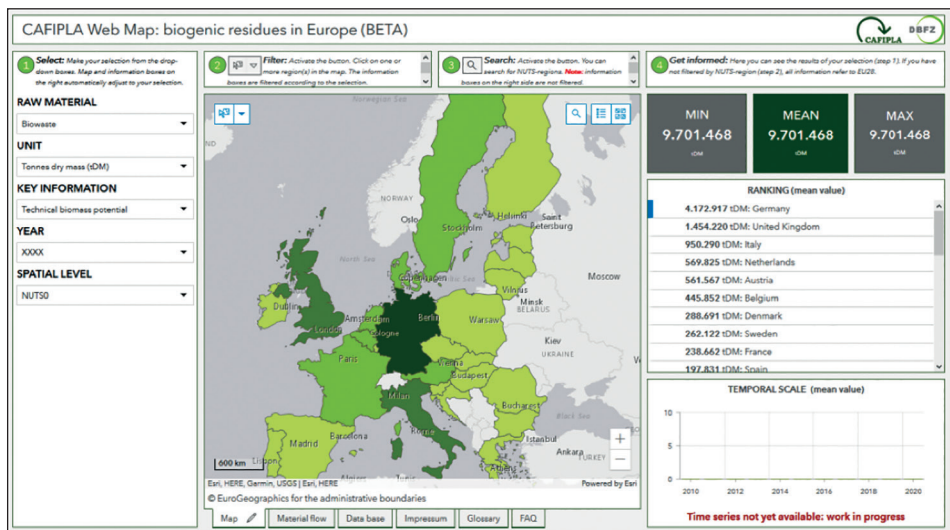 CAFIPLA Web Map: biogenic residues in Europe (BETA)
CAFIPLA
DBFZ
1
Select: Make your selection from the drop-
down boxes. Map and information boxes on
the right automatically adjust to your selection.
2
Filter: Activate the button. Click on one or
more region(s) in the map. The information
boxes are filtered according to the selection.
3
Search: Activate the button. You can
search for NUTS-regions. Note: information
boxes on the right side are not filtered.
4
Get informed: Here you can see the results of your selection (step 1). If you have
not filtered by NUTS-region (step 2), all information refer to EU28.
RAW MATERIAL
Biowaste
UNIT
Tonnes dry mass (tDM)
KEY INFORMATION
Technical biomass potential
YEAR
XXXX
SPATIAL LEVEL
NUTS0
Norwegian Sea
NORWAY
Oslo
Stockholm
Helsinki
Saint
Petersburg
North Sea
Copenhagen
Moscow
Vilnius
Minsk
BELARUS
Dublin
London
Amsterdam
Berlin
Warsaw
Cologne
Kiev
UKRAINE
Paris
Vienna
Budapest
Milan
Bucharest
Black Sea
Rome
Barcelona
Madrid
Istanbul
Ankara
TURKEY
Athens
Lisbon
600 km
+
−
Esri, HERE, Garmin, USGS | Esri, HERE
Powered by Esri
© EuroGeographics for the administrative boundaries
Map
Material flow
Data base
Impressum
Glossary
FAQ
MIN
9.701.468
tDM
MEAN
9.701.468
tDM
MAX
9.701.468
tDM
RANKING (mean value)
4.172.917 tDM: Germany
1.454.220 tDM: United Kingdom
950.290 tDM: Italy
569.825 tDM: Netherlands
561.567 tDM: Austria
445.852 tDM: Belgium
288.691 tDM: Denmark
262.122 tDM: Sweden
238.662 tDM: France
197.831 tDM: Spain
TEMPORAL SCALE (mean value)
10
5
0
2010 2012 2014 2016 2018 2020
Time series not yet available: work in progress